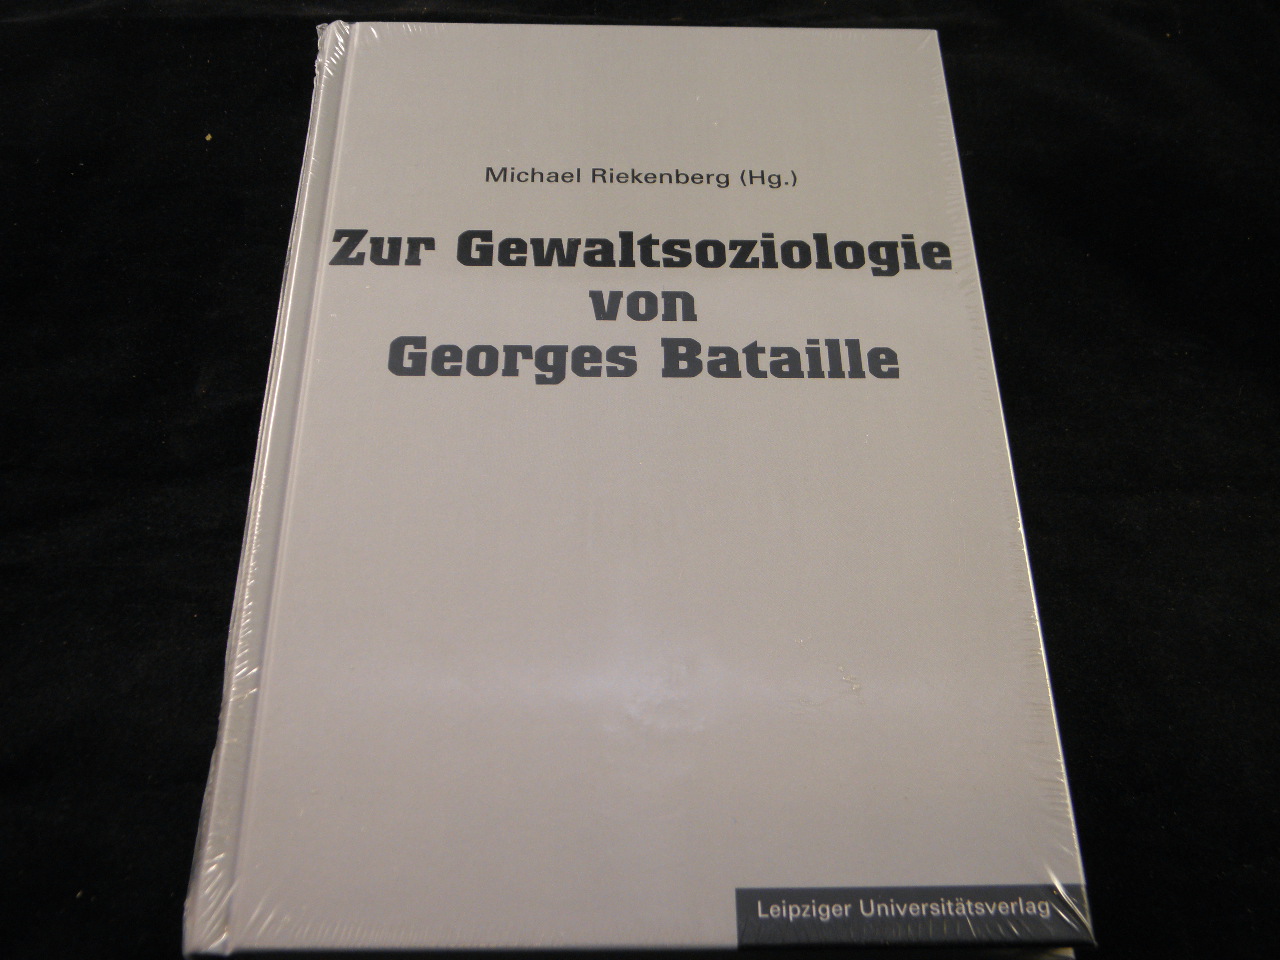 Michael Riekenberg (Hg.)
Zur Gewaltsoziologie
von
Georges Bataille
Leipziger Universitätsverlag